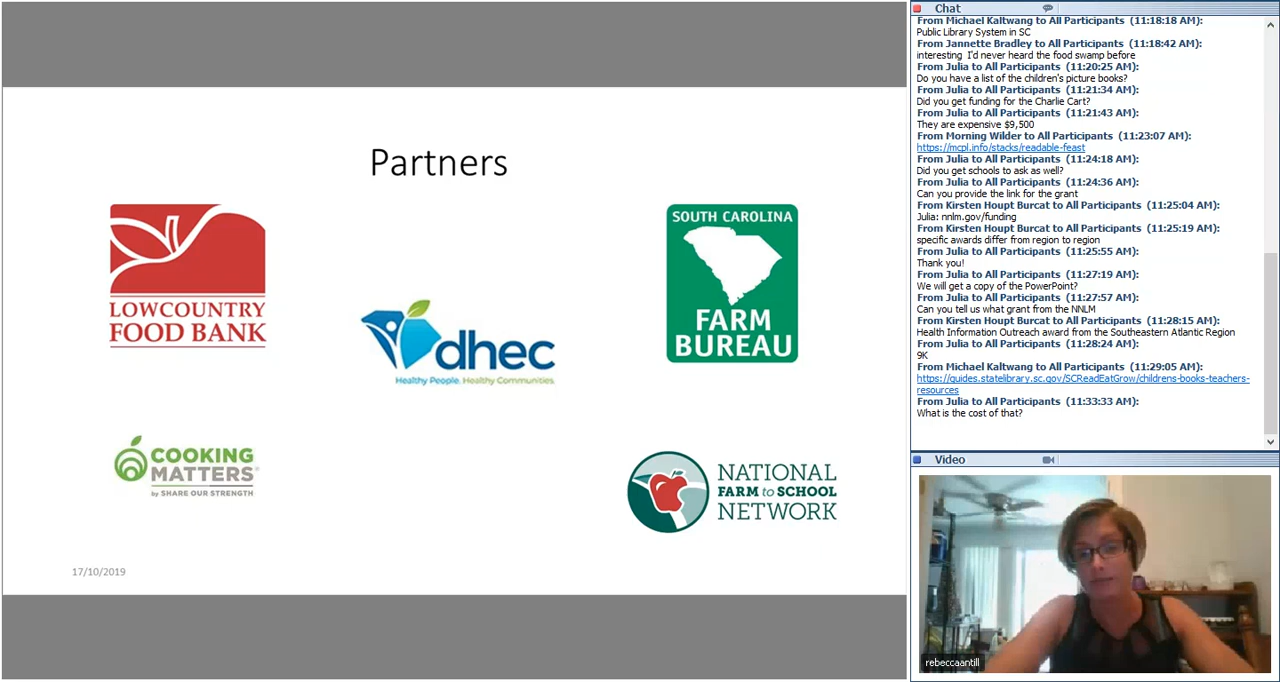 Partners
LOWCOUNTRY
FOOD BANK
dhec
Healthy People. Healthy Communities.
SOUTH CAROLINA
FARM
BUREAU
COOKING
MATTERS®
by SHARE OUR STRENGTH
NATIONAL
FARM to SCHOOL
NETWORK
17/10/2019
Chat
From Michael Kaltwang to All Participants (11:18:18 AM):
Public Library System in SC
From Jannette Bradley to All Participants (11:18:42 AM):
interesting I'd never heard the food swamp before
From Julia to All Participants (11:20:25 AM):
Do you have a list of the children's picture books?
From Julia to All Participants (11:21:34 AM):
Did you get funding for the Charlie Cart?
From Julia to All Participants (11:21:43 AM):
They are expensive $9,500
From Morning Wilder to All Participants (11:23:07 AM):
https://mcpl.info/stacks/readable-feast
From Julia to All Participants (11:24:18 AM):
Did you get schools to ask as well?
From Julia to All Participants (11:24:36 AM):
Can you provide the link for the grant
From Kirsten Houpt Burcat to All Participants (11:25:04 AM):
Julia: nnlm.gov/funding
From Kirsten Houpt Burcat to All Participants (11:25:19 AM):
specific awards differ from region to region
From Julia to All Participants (11:25:55 AM):
Thank you!
From Julia to All Participants (11:27:19 AM):
We will get a copy of the PowerPoint?
From Julia to All Participants (11:27:57 AM):
Can you tell us what grant from the NNLM
From Kirsten Houpt Burcat to All Participants (11:28:15 AM):
Health Information Outreach award from the Southeastern Atlantic Region
From Julia to All Participants (11:28:24 AM):
9K
From Michael Kaltwang to All Participants (11:29:05 AM):
https://guides.statelibrary.sc.gov/SCReadEatGrow/childrens-books-teachers-
resources
From Julia to All Participants (11:33:33 AM):
What is the cost of that?
Video
rebeccaantill